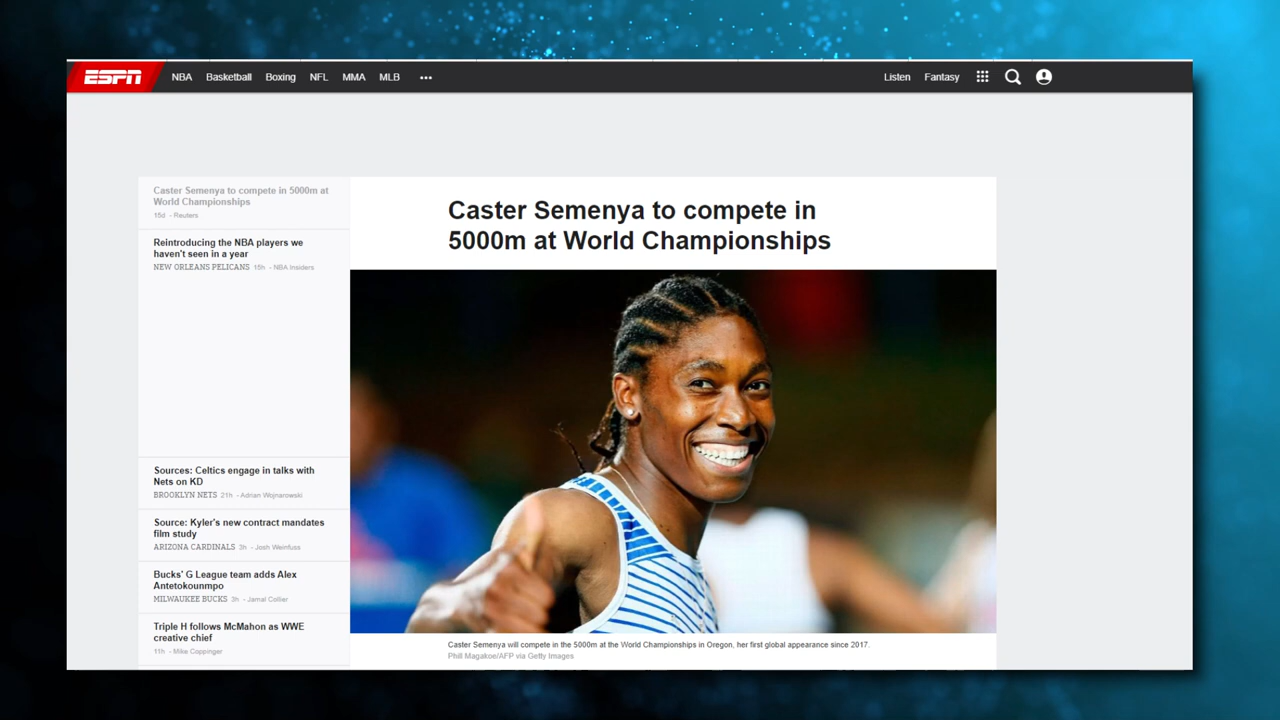 ESPN NBA Basketball Boxing NFL MMA MLB ••• Listen Fantasy
Caster Semenya to compete in 5000m at
World Championships
15d - Reuters
Reintroducing the NBA players we
haven't seen in a year
NEW ORLEANS PELICANS 15h - NBA Insiders
Sources: Celtics engage in talks with
Nets on KD
BROOKLYN NETS 21h - Adrian Wojnarowski
Source: Kyler's new contract mandates
film study
ARIZONA CARDINALS 3h - Josh Weinfuss
Bucks' G League team adds Alex
Antetokounmpo
MILWAUKEE BUCKS 3h - Jamal Collier
Triple H follows McMahon as WWE
creative chief
11h - Mike Coppinger
Caster Semenya to compete in
5000m at World Championships
Caster Semenya will compete in the 5000m at the World Championships in Oregon, her first global appearance since 2017.
Phill Magakoe/AFP via Getty Images